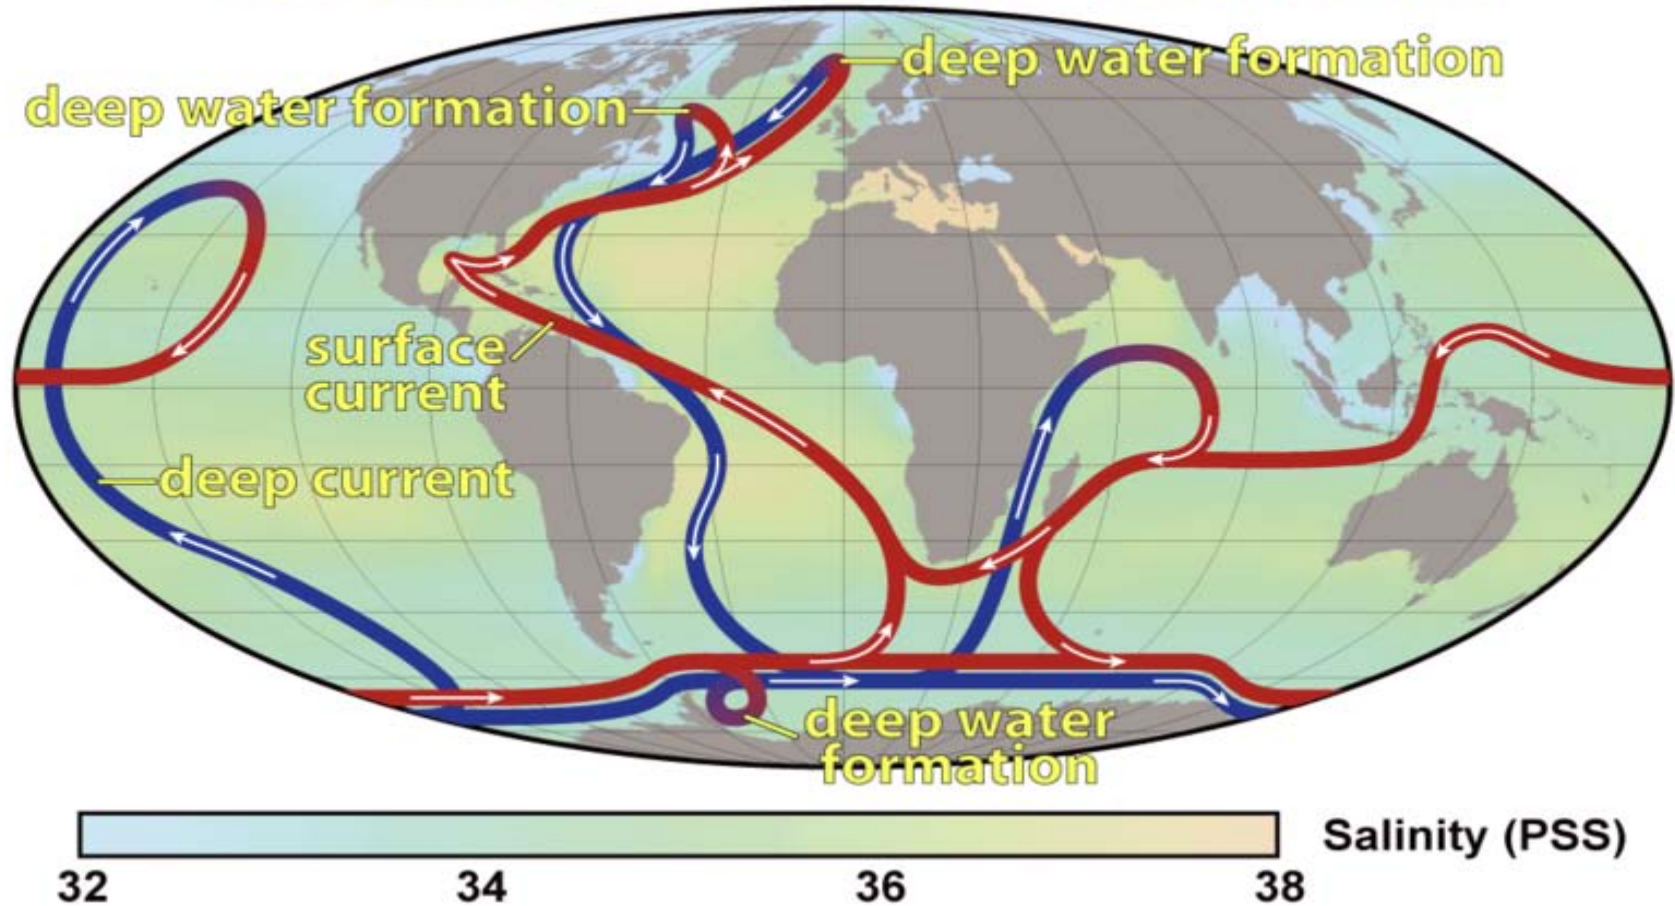 deep water formation
deep water formation
surface
current
deep current
deep water
formation
Salinity (PSS)
32 34 36 38